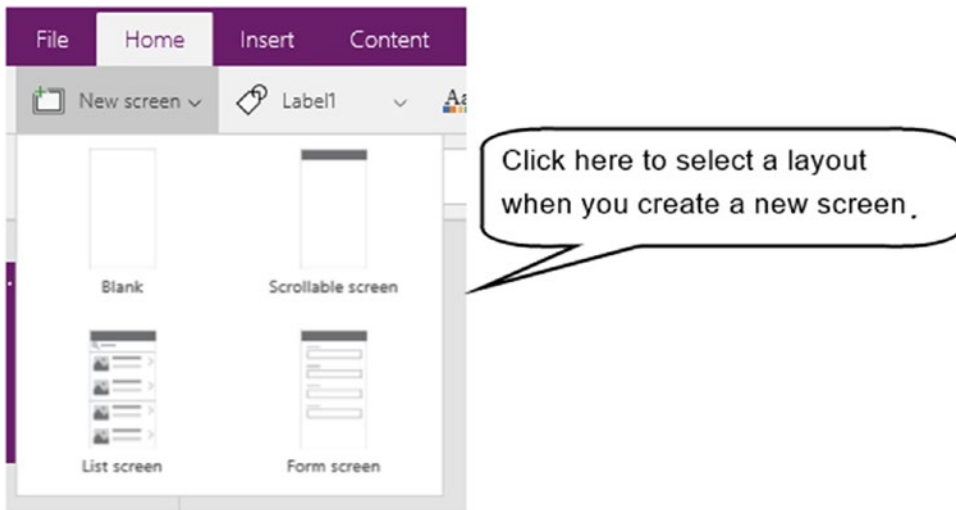 File Home Insert Content
New screen Label1 Aa
Click here to select a layout
when you create a new screen.
Blank Scrollable screen
List screen Form screen